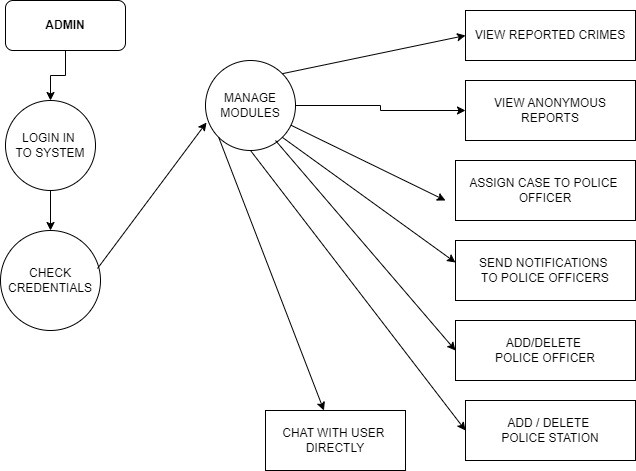 ADMIN
LOGIN IN
TO SYSTEM
CHECK
CREDENTIALS
MANAGE
MODULES
VIEW REPORTED CRIMES
VIEW ANONYMOUS
REPORTS
ASSIGN CASE TO POLICE
OFFICER
SEND NOTIFICATIONS
TO POLICE OFFICERS
ADD/DELETE
POLICE OFFICER
ADD / DELETE
POLICE STATION
CHAT WITH USER
DIRECTLY